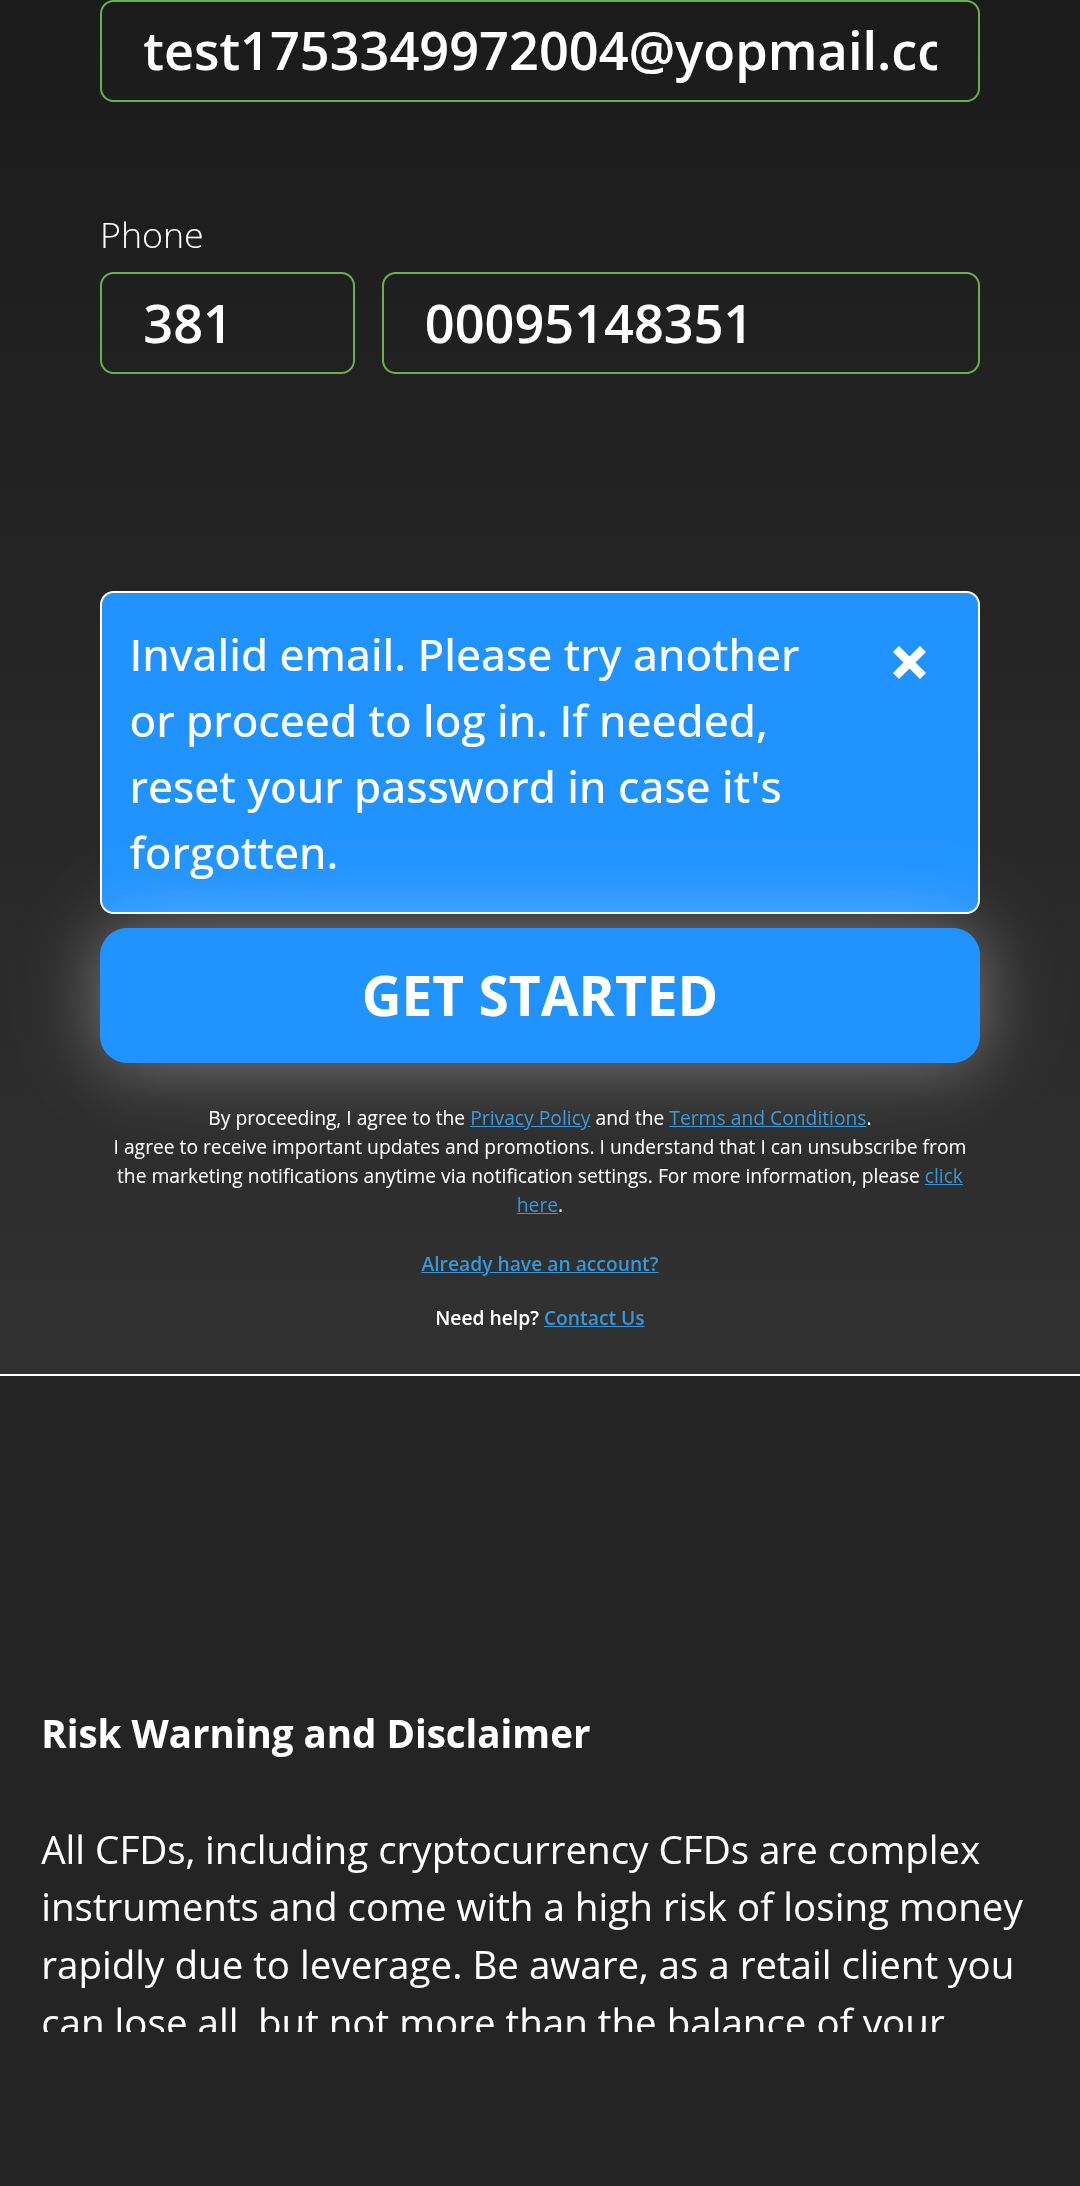 test1753349972004@yopmail.cc
Phone
381 00095148351
Invalid email. Please try another
or proceed to log in. If needed,
reset your password in case it's
forgotten.
GET STARTED
By proceeding, I agree to the Privacy Policy and the Terms and Conditions.
I agree to receive important updates and promotions. I understand that I can unsubscribe from
the marketing notifications anytime via notification settings. For more information, please click
here.
Already have an account?
Need help? Contact Us
Risk Warning and Disclaimer
All CFDs, including cryptocurrency CFDs are complex
instruments and come with a high risk of losing money
rapidly due to leverage. Be aware, as a retail client you
can lose all, but not more than the balance of your